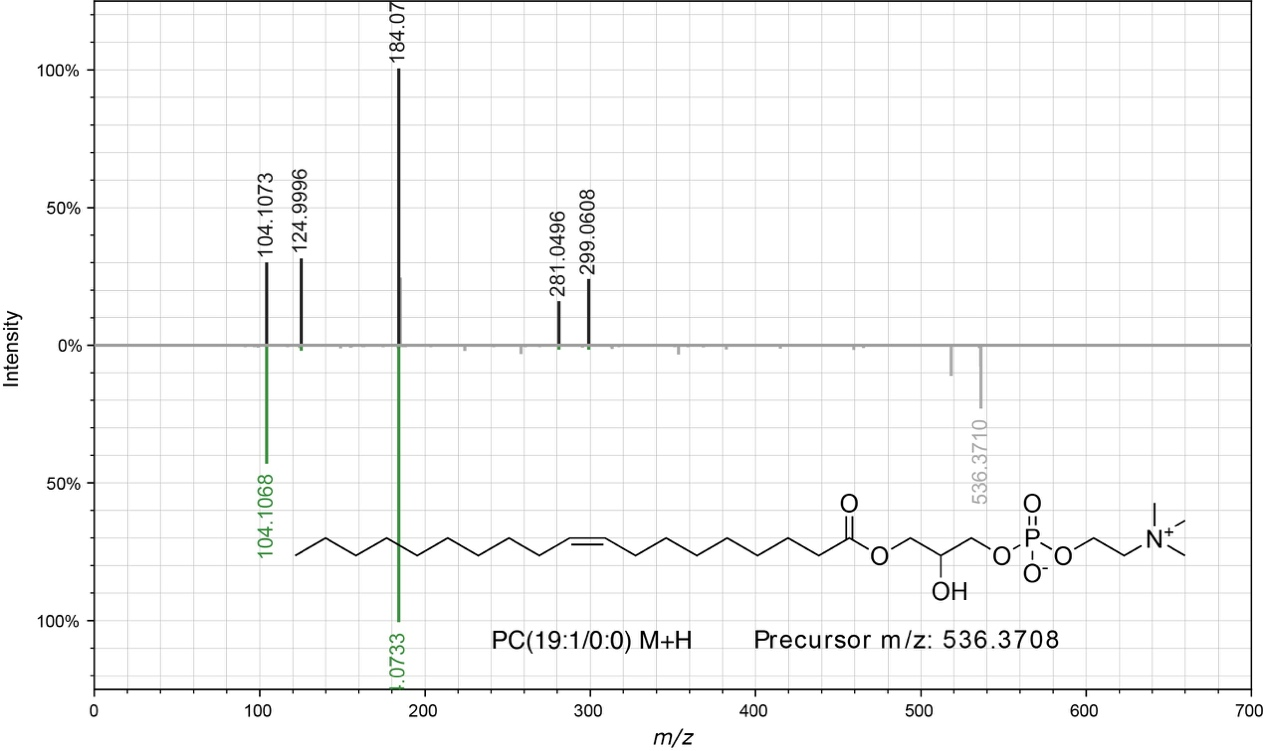 184.07
104.1073
124.9996
281.0496
299.0608
100%
50%
0%
50%
100%
Intensity
536.3710
104.1068
.0733
O
O
OH
O
P
O
O-
O
N+
PC(19:1/0:0) M+H
Precursor m/z: 536.3708
0 100 200 300 400 500 600 700
m/z